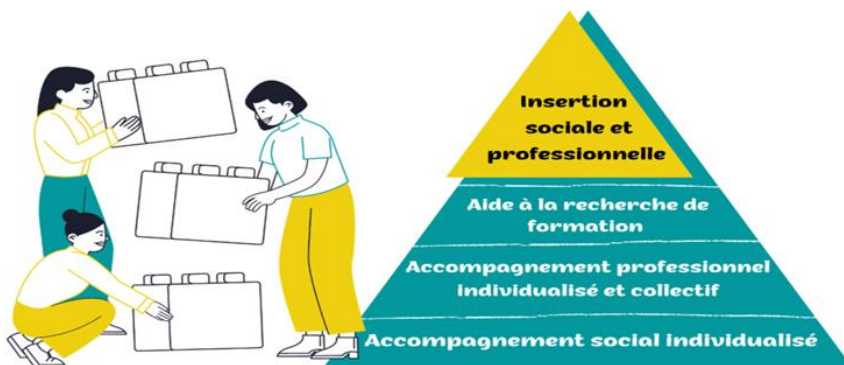 Insertion
sociale et
professionnelle
Aide à la recherche de
formation
Accompagnement professionnel
individualisé et collectif
Accompagnement social individualisé